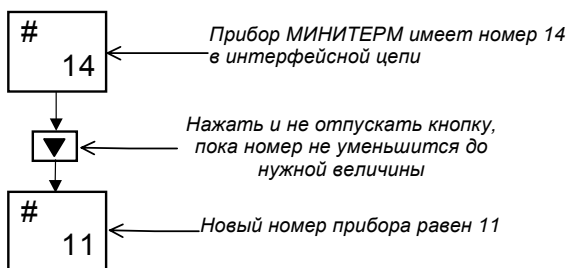 #
14
Прибор МИНИТЕРМ имеет номер 14
в интерфейсной цепи
Нажать и не отпускать кнопку,
пока номер не уменьшится до
нужной величины
#
11
Новый номер прибора равен 11